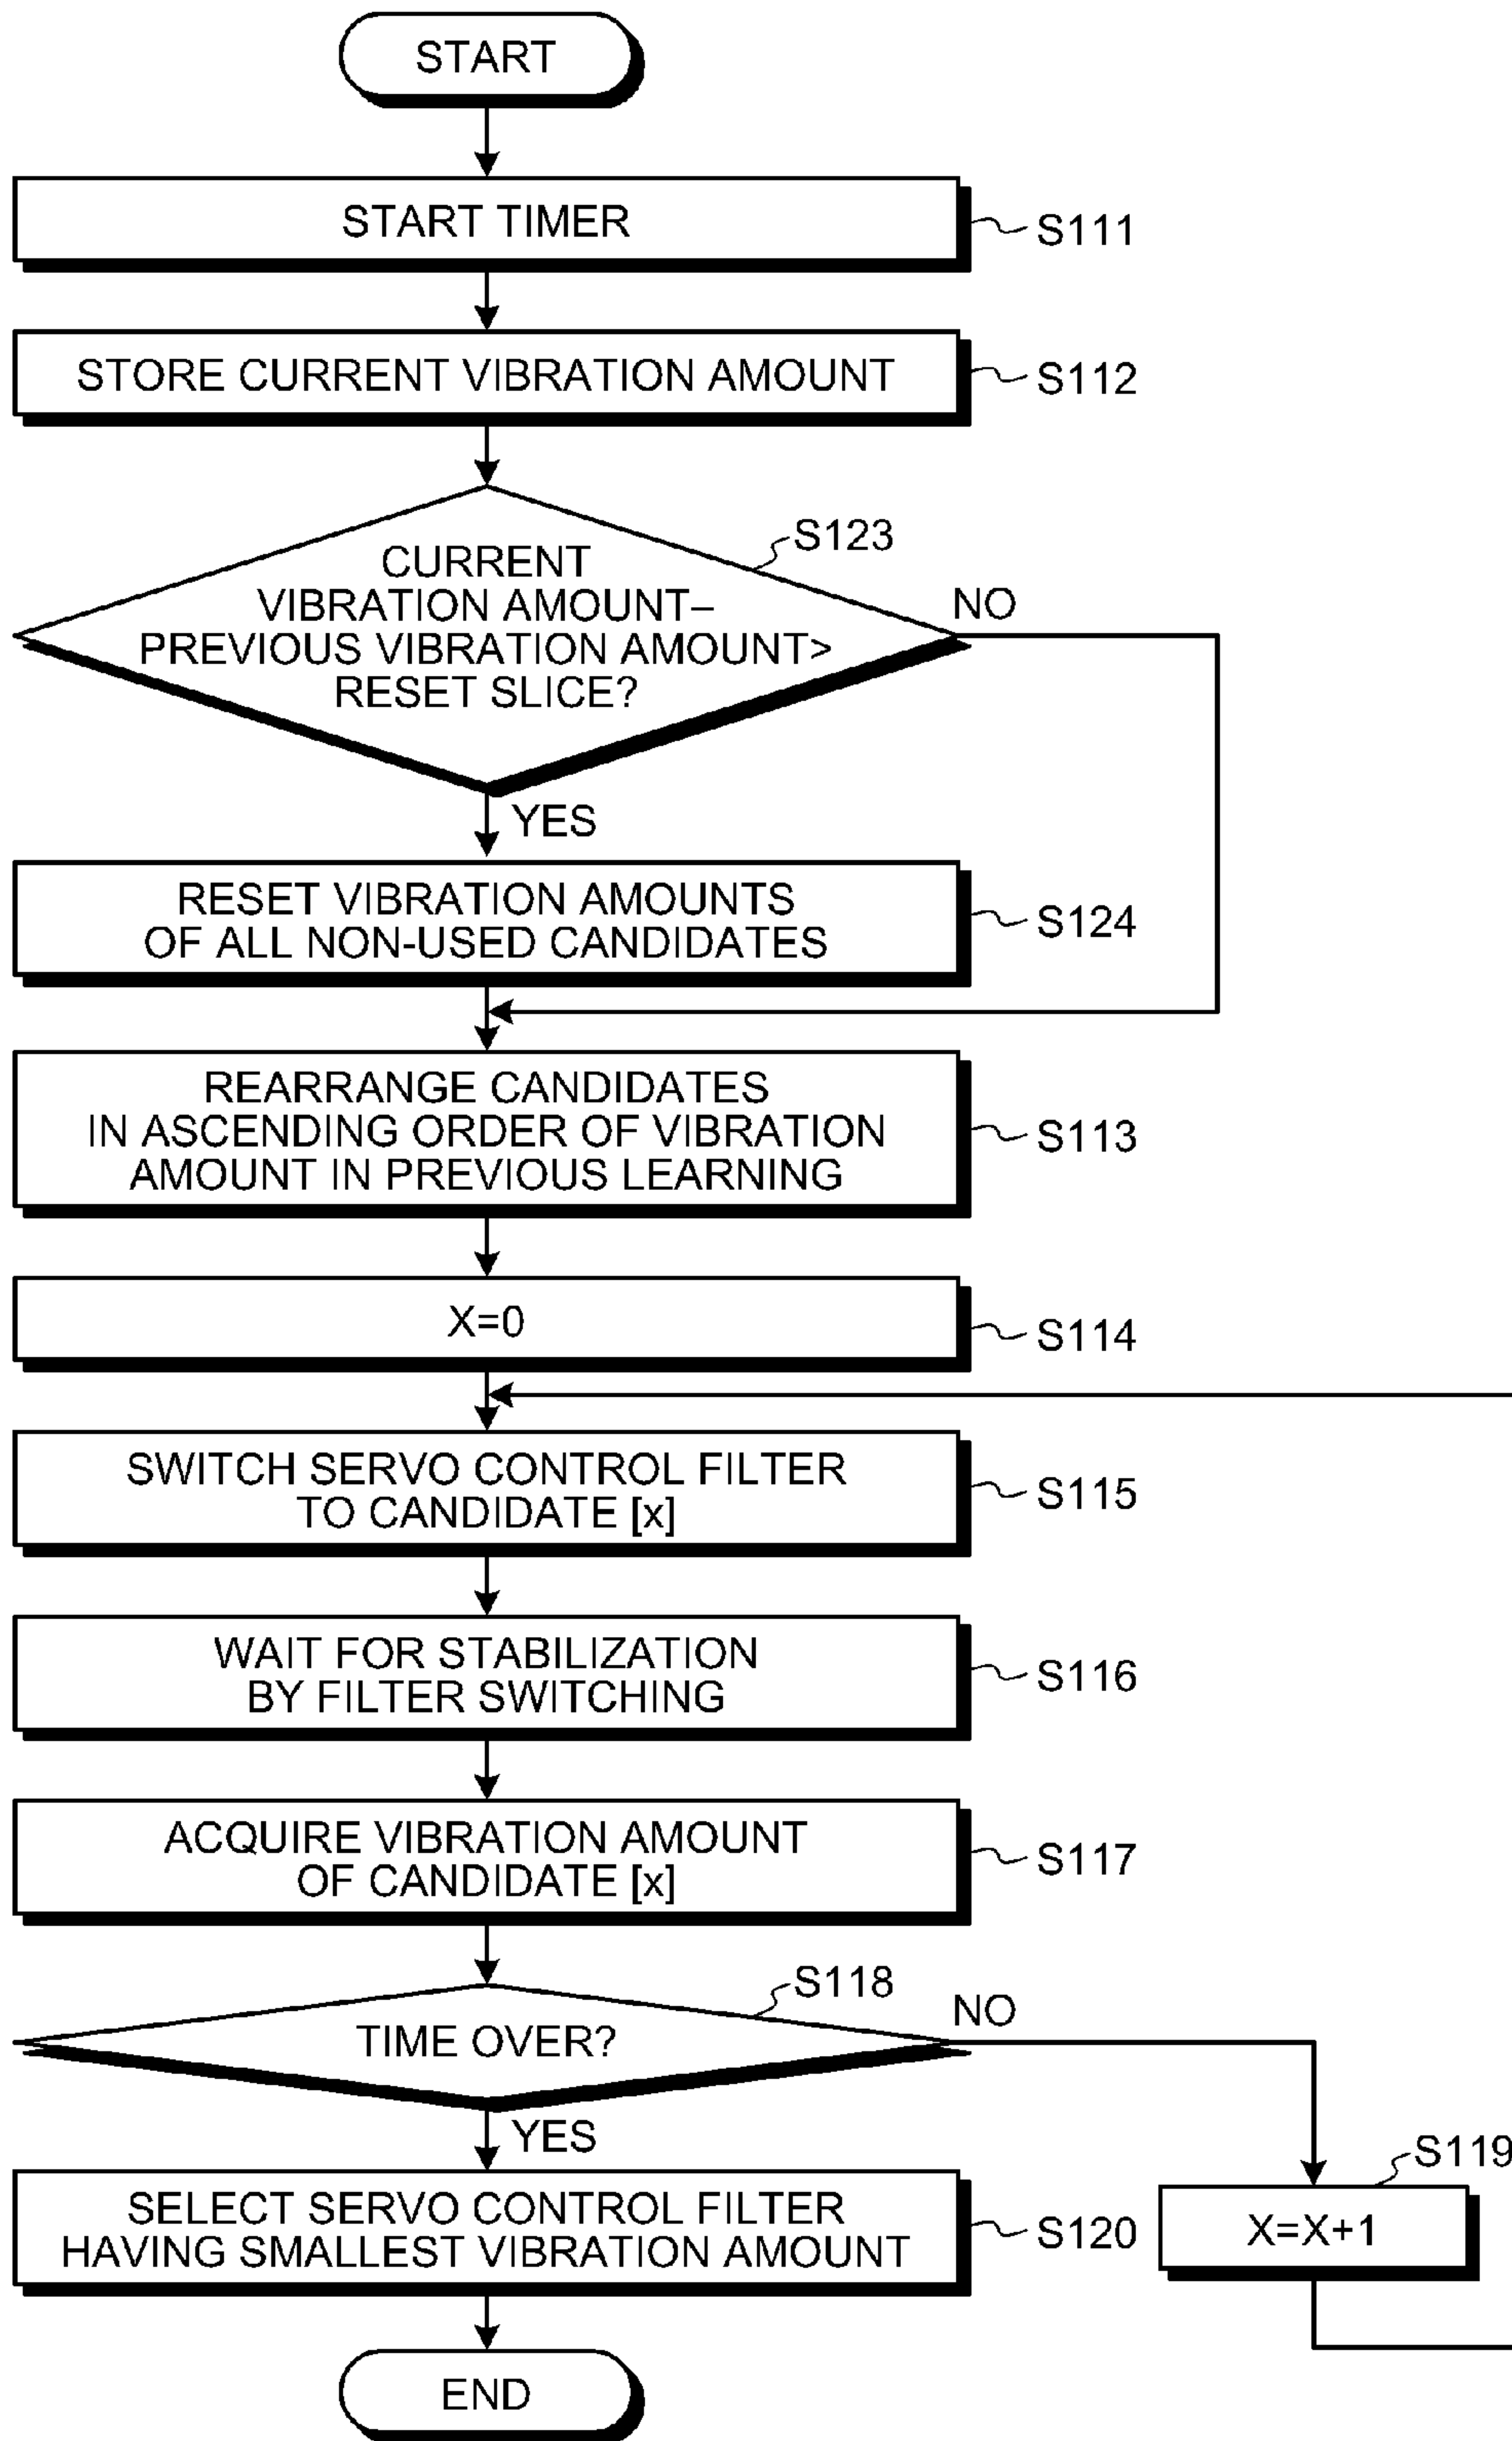 START
START TIMER
S111
STORE CURRENT VIBRATION AMOUNT
S112
S123
CURRENT
VIBRATION AMOUNT–
PREVIOUS VIBRATION AMOUNT>
RESET SLICE?
NO
YES
RESET VIBRATION AMOUNTS
OF ALL NON-USED CANDIDATES
S124
REARRANGE CANDIDATES
IN ASCENDING ORDER OF VIBRATION
AMOUNT IN PREVIOUS LEARNING
S113
X=0
S114
SWITCH SERVO CONTROL FILTER
TO CANDIDATE [x]
S115
WAIT FOR STABILIZATION
BY FILTER SWITCHING
S116
ACQUIRE VIBRATION AMOUNT
OF CANDIDATE [x]
S117
S118
TIME OVER?
NO
YES
S119
X=X+1
SELECT SERVO CONTROL FILTER
HAVING SMALLEST VIBRATION AMOUNT
S120
END